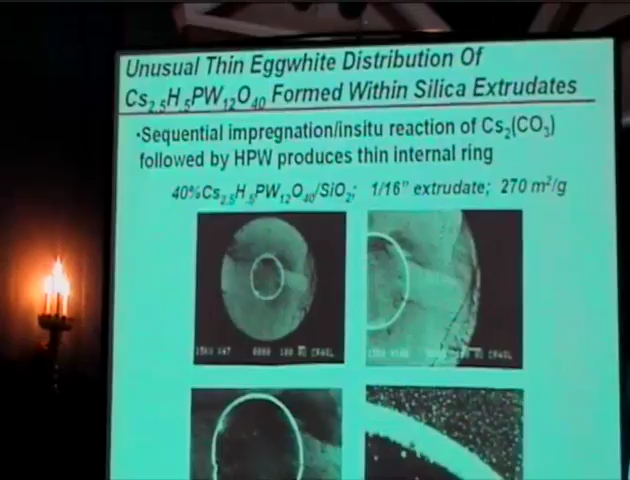 Unusual Thin Eggwhite Distribution Of
Cs2.5H.5PW12O40 Formed Within Silica Extrudates
•Sequential impregnation/insitu reaction of Cs2(CO3)
followed by HPW produces thin internal ring
40%Cs2.5H.5PW12O40/SiO2; 1/16" extrudate; 270 m2/g